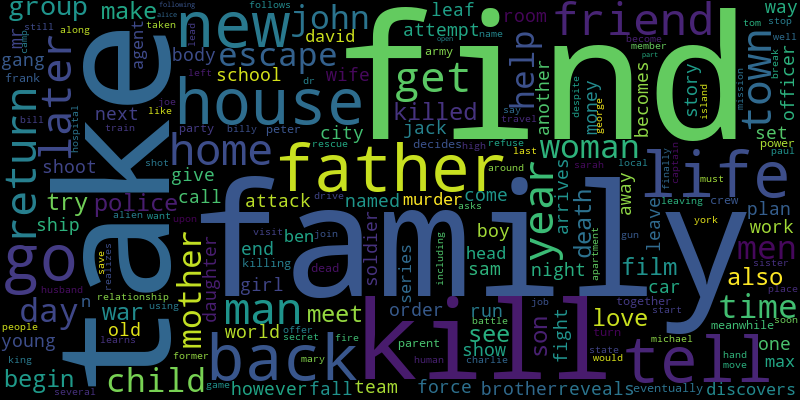 group
make
new
john
leaf
room
friend
way
still
along
mr
later
david
attempt
another
tom
stop
camp
agent
taken
follows
following
alice
open
army
name
become
member
part
well
gang
frank
body
escape
find
help
becomes
story
town
break
officer
school
wife
get
killed
say
travel
despite
money
george
island
mission
return
hospital
take
joe
left
dr
house
bill
next
like
party
billy
peter
city
jack
train
shot
rescue
decides
high
refuse
woman
set
power
shoot
home
father
last
around
sarah
local
finally
captain
paul
try
give
life
must
police
call
attack
named
murder
come
asks
year
arrives
death
away
leaving
crew
plan
ship
drive
boy
leave
york
work
alien
want
upon
family
visit
join
ben
soldier
head
night
apartment
gun
men
go
save
realizes
mother
daughter
end
killing
dead
series
including
sam
film
sister
husband
girl
car
also
place
relationship
day
n
using
man
meet
kill
order
run
job
son
together
start
time
soon
people
war
old
learns
former
world
offer
secret
fire
battle
see
fight
love
turn
meanwhile
young
king
back
parent
show
state
michael
tell
one
hand
move
begin
child
several
game
mary
human
charlie
would
max
however
fall
team
force
brother
reveals
eventually
discovers